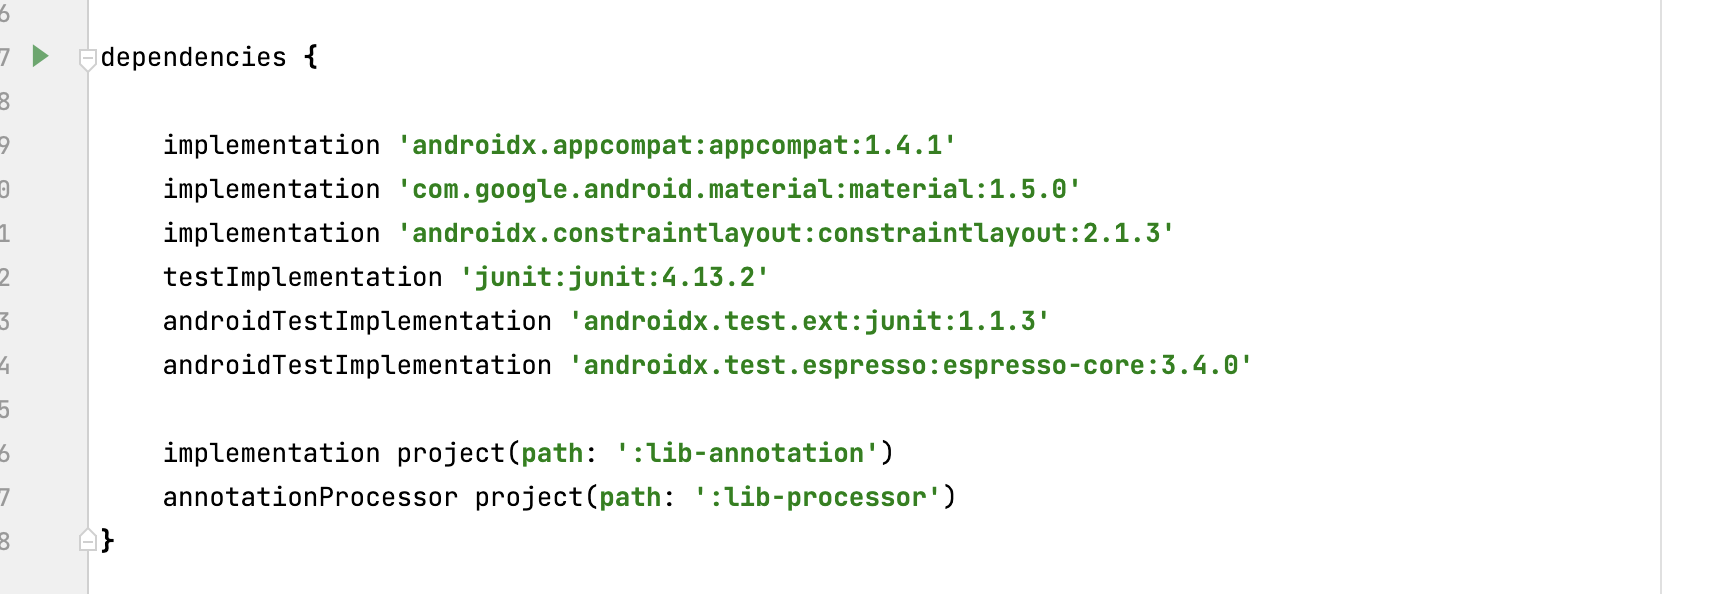 6
7 dependencies {
8
9 implementation 'androidx.appcompat:appcompat:1.4.1'
0 implementation 'com.google.android.material:material:1.5.0'
1 implementation 'androidx.constraintlayout:constraintlayout:2.1.3'
2 testImplementation 'junit:junit:4.13.2'
3 androidTestImplementation 'androidx.test.ext:junit:1.1.3'
4 androidTestImplementation 'androidx.test.espresso:espresso-core:3.4.0'
5
6 implementation project(path: ':lib-annotation')
7 annotationProcessor project(path: ':lib-processor')
8 }